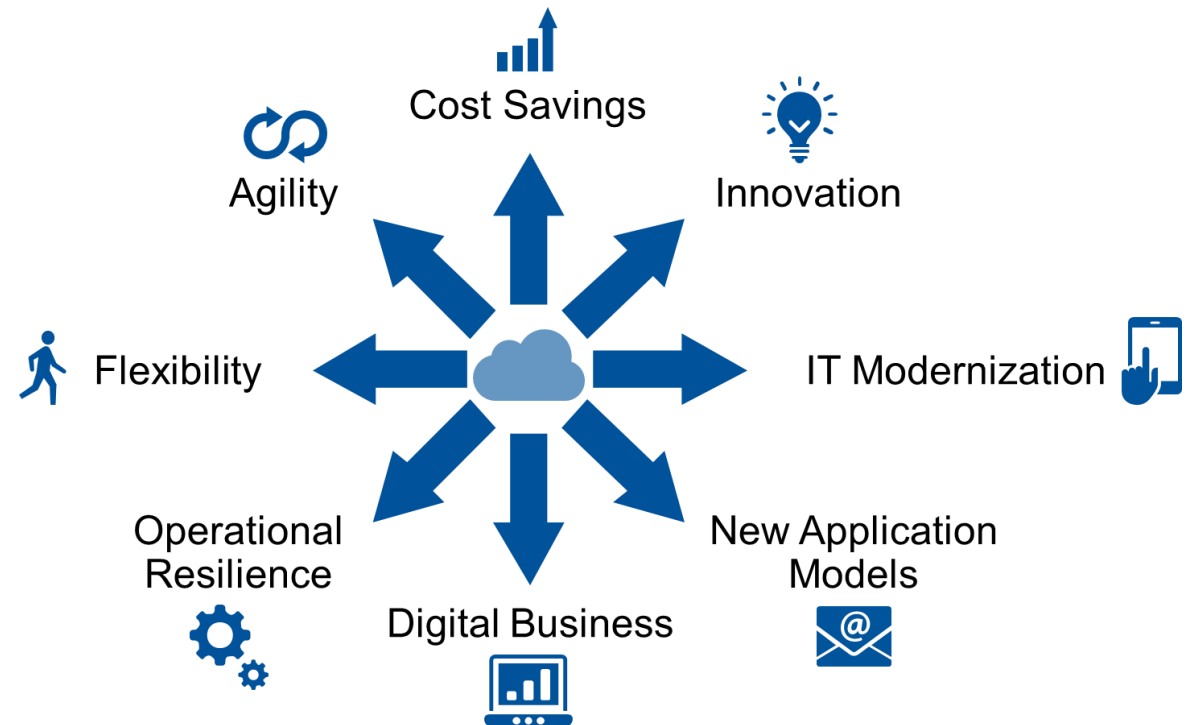 Cost Savings
Agility
Innovation
Flexibility
IT Modernization
Operational
Resilience
New Application
Models
@
Digital Business